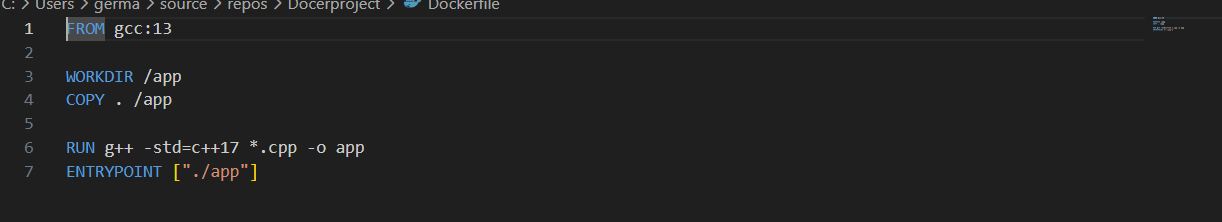 C: > Users > germa > source > repos > Docerproject > Dockerfile
1 FROM gcc:13
2
3 WORKDIR /app
4 COPY . /app
5
6 RUN g++ -std=c++17 *.cpp -o app
7 ENTRYPOINT ["./app"]